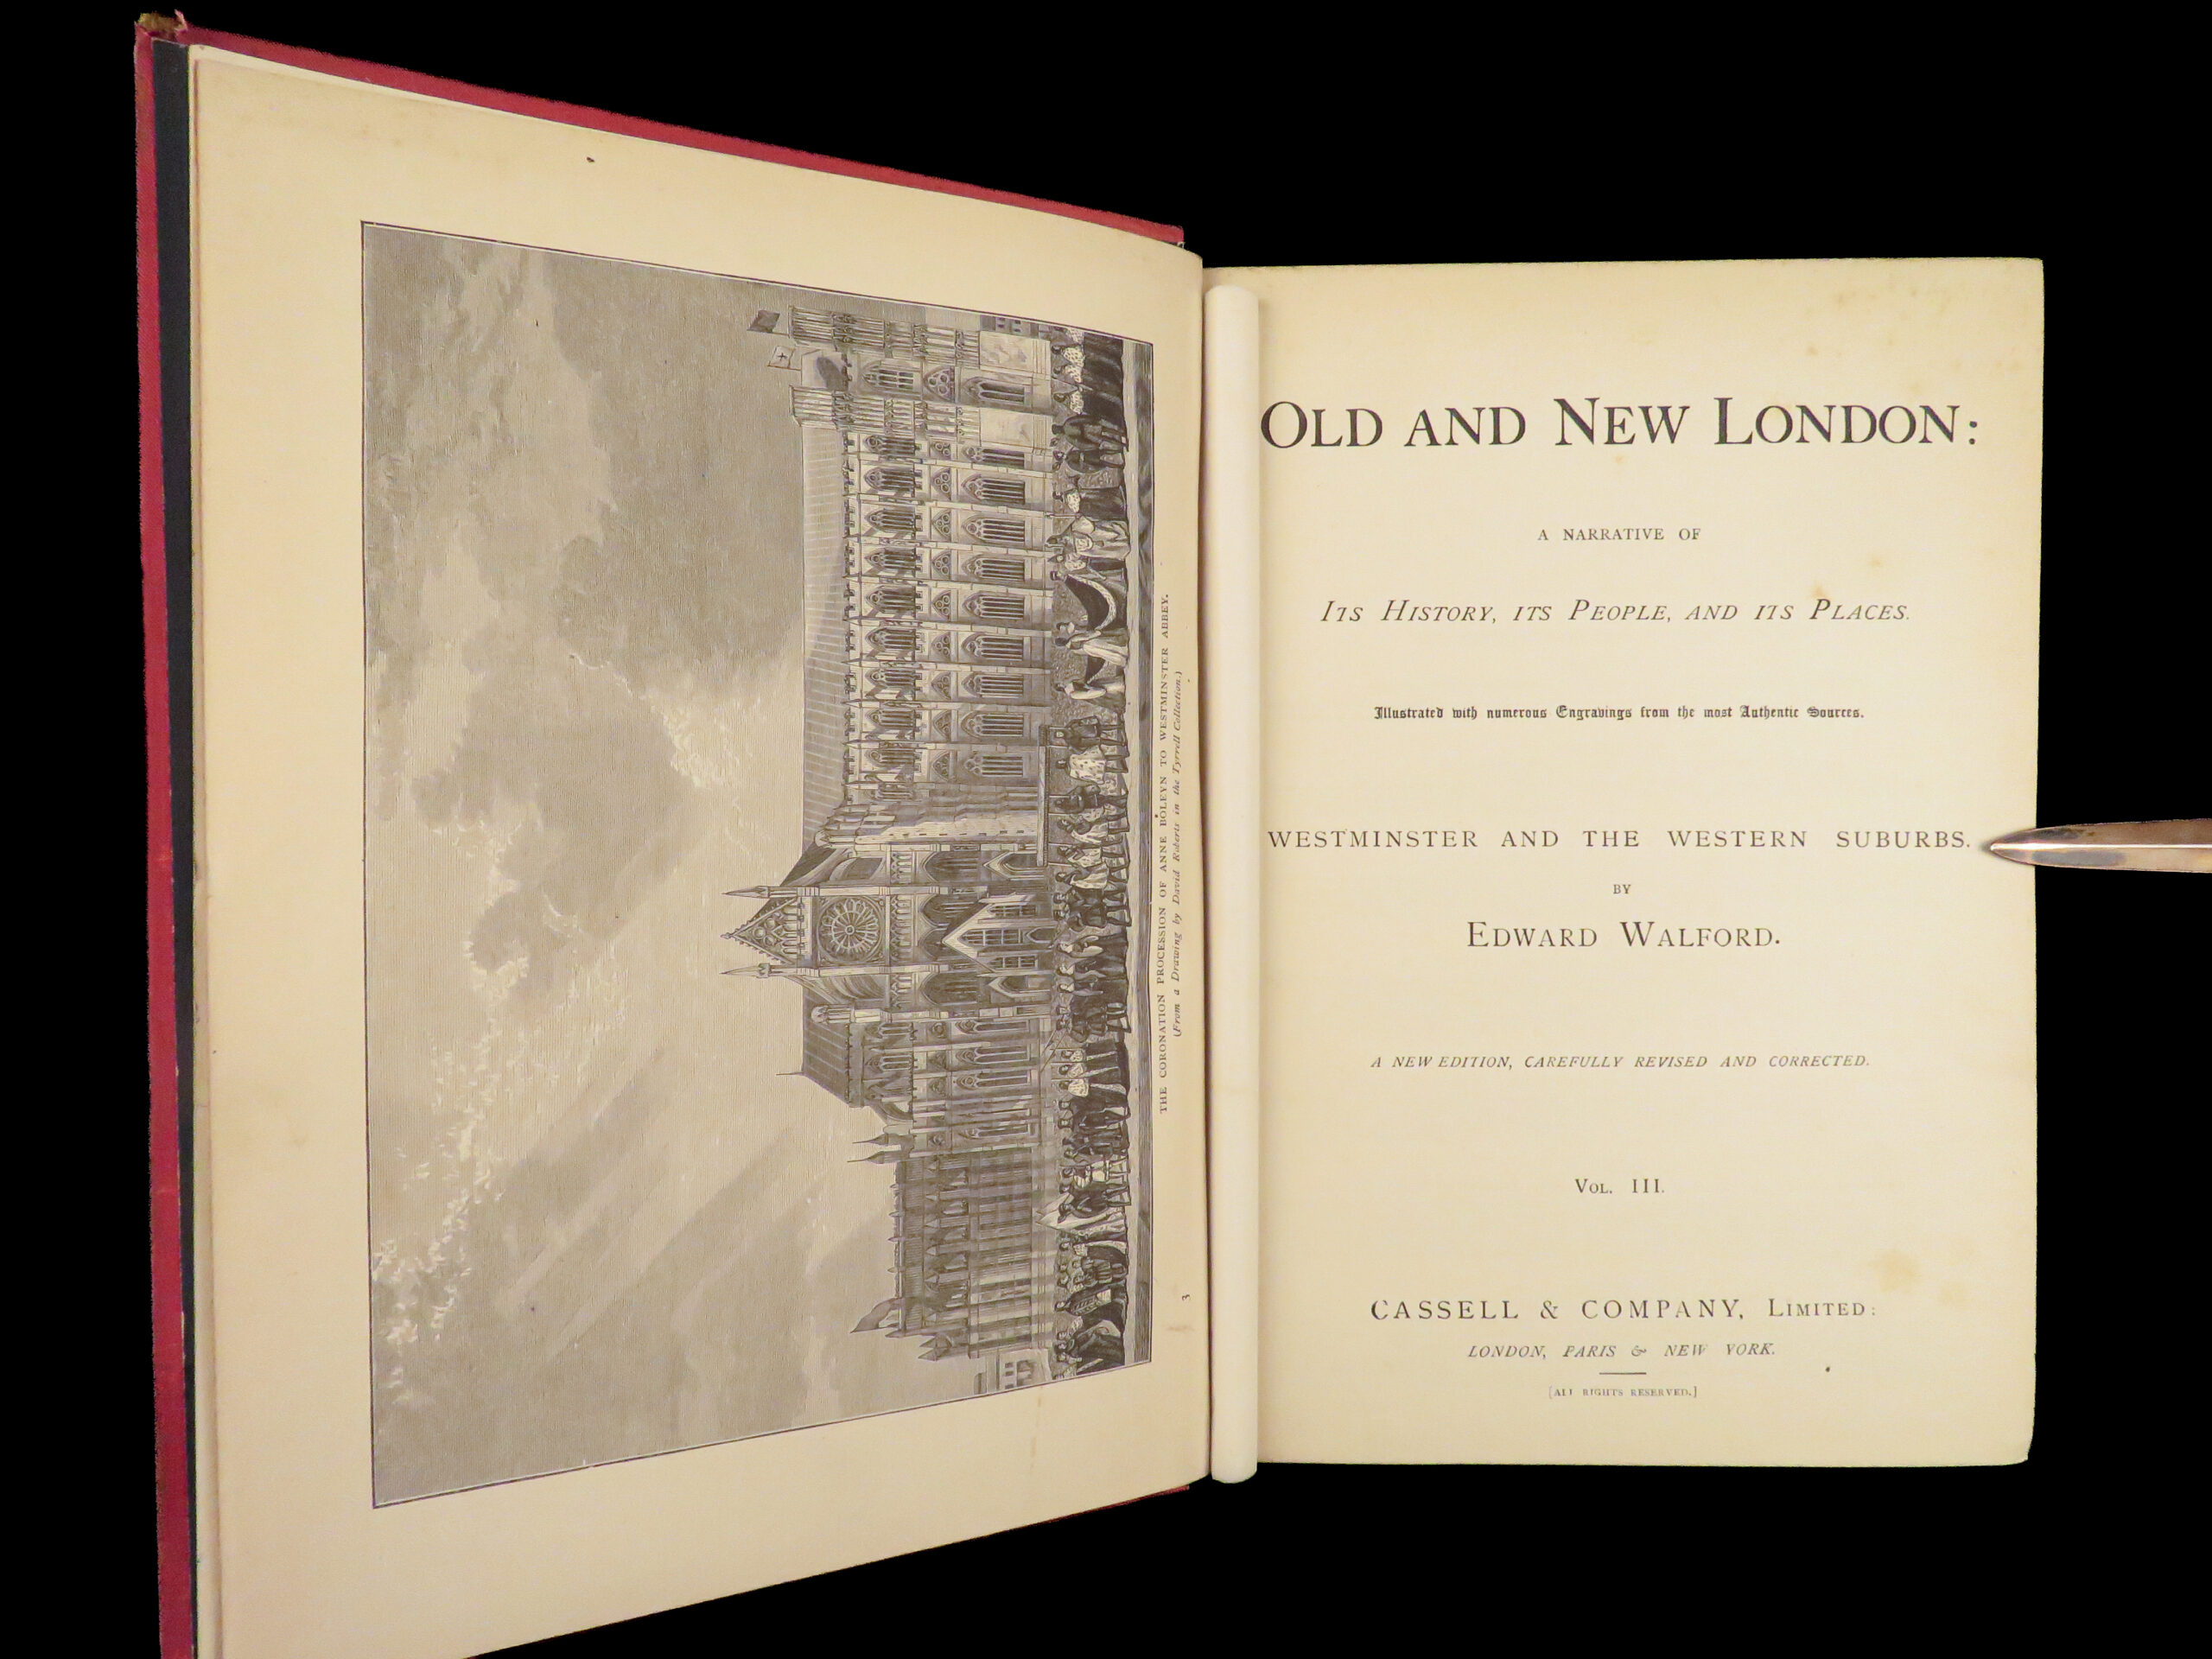 THE CORONATION PROCESSION OF ANNE BOLEYN TO WESTMINSTER ABBEY.
(From a Drawing by David Roberts in the Tyrrell Collection.)
3
OLD AND NEW LONDON:
A NARRATIVE OF
ITS HISTORY, ITS PEOPLE, AND ITS PLACES.
Illustrated with numerous Engravings from the most Authentic Sources.
WESTMINSTER AND THE WESTERN SUBURBS.
BY
EDWARD WALFORD.
A NEW EDITION, CAREFULLY REVISED AND CORRECTED.
VOL. III.
CASSELL & COMPANY, LIMITED:
LONDON, PARIS & NEW YORK.
[ALL RIGHTS RESERVED.]